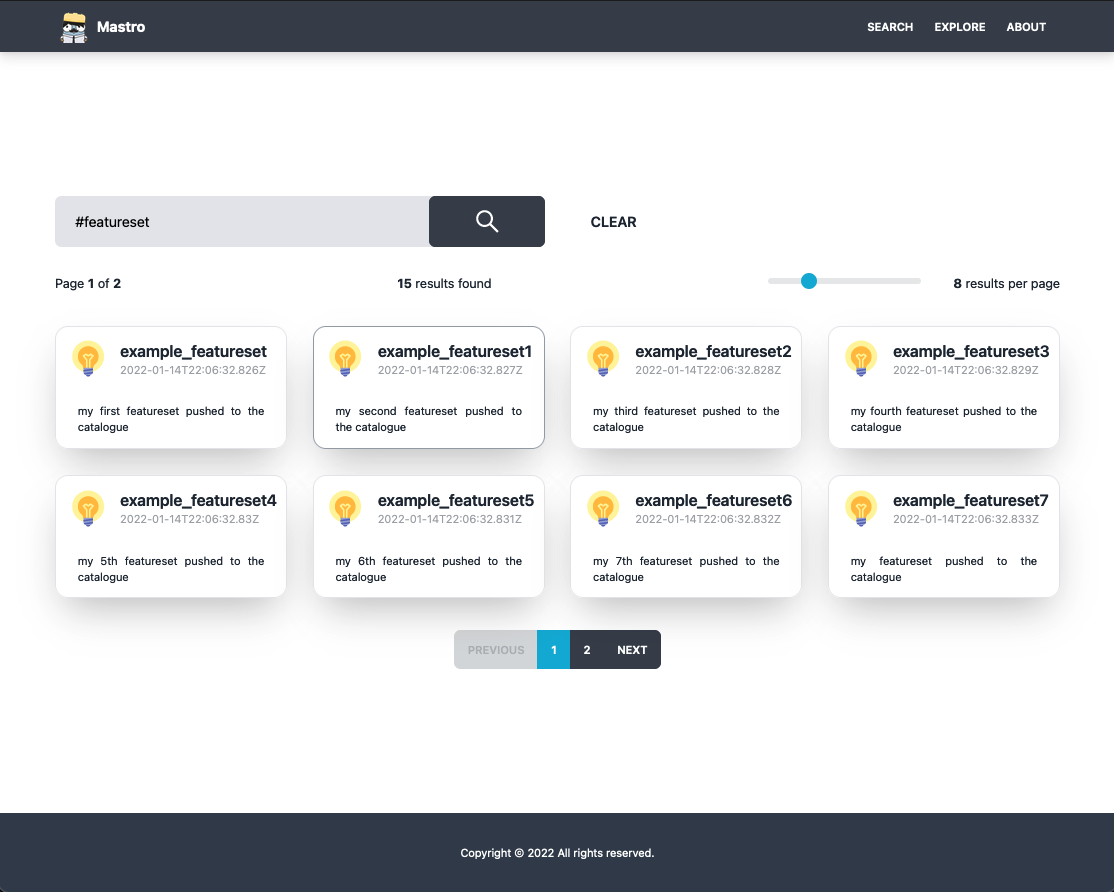 Mastro
SEARCH EXPLORE ABOUT
#featureset
CLEAR
Page 1 of 2
15 results found
8 results per page
example_featureset
2022-01-14T22:06:32.826Z
my first featureset pushed to the
catalogue
example_featureset1
2022-01-14T22:06:32.827Z
my second featureset pushed to
the catalogue
example_featureset2
2022-01-14T22:06:32.828Z
my third featureset pushed to the
catalogue
example_featureset3
2022-01-14T22:06:32.829Z
my fourth featureset pushed to the
catalogue
example_featureset4
2022-01-14T22:06:32.83Z
my 5th featureset pushed to the
catalogue
example_featureset5
2022-01-14T22:06:32.831Z
my 6th featureset pushed to the
catalogue
example_featureset6
2022-01-14T22:06:32.832Z
my 7th featureset pushed to the
catalogue
example_featureset7
2022-01-14T22:06:32.833Z
my featureset pushed to the
catalogue
PREVIOUS 1 2 NEXT
Copyright © 2022 All rights reserved.